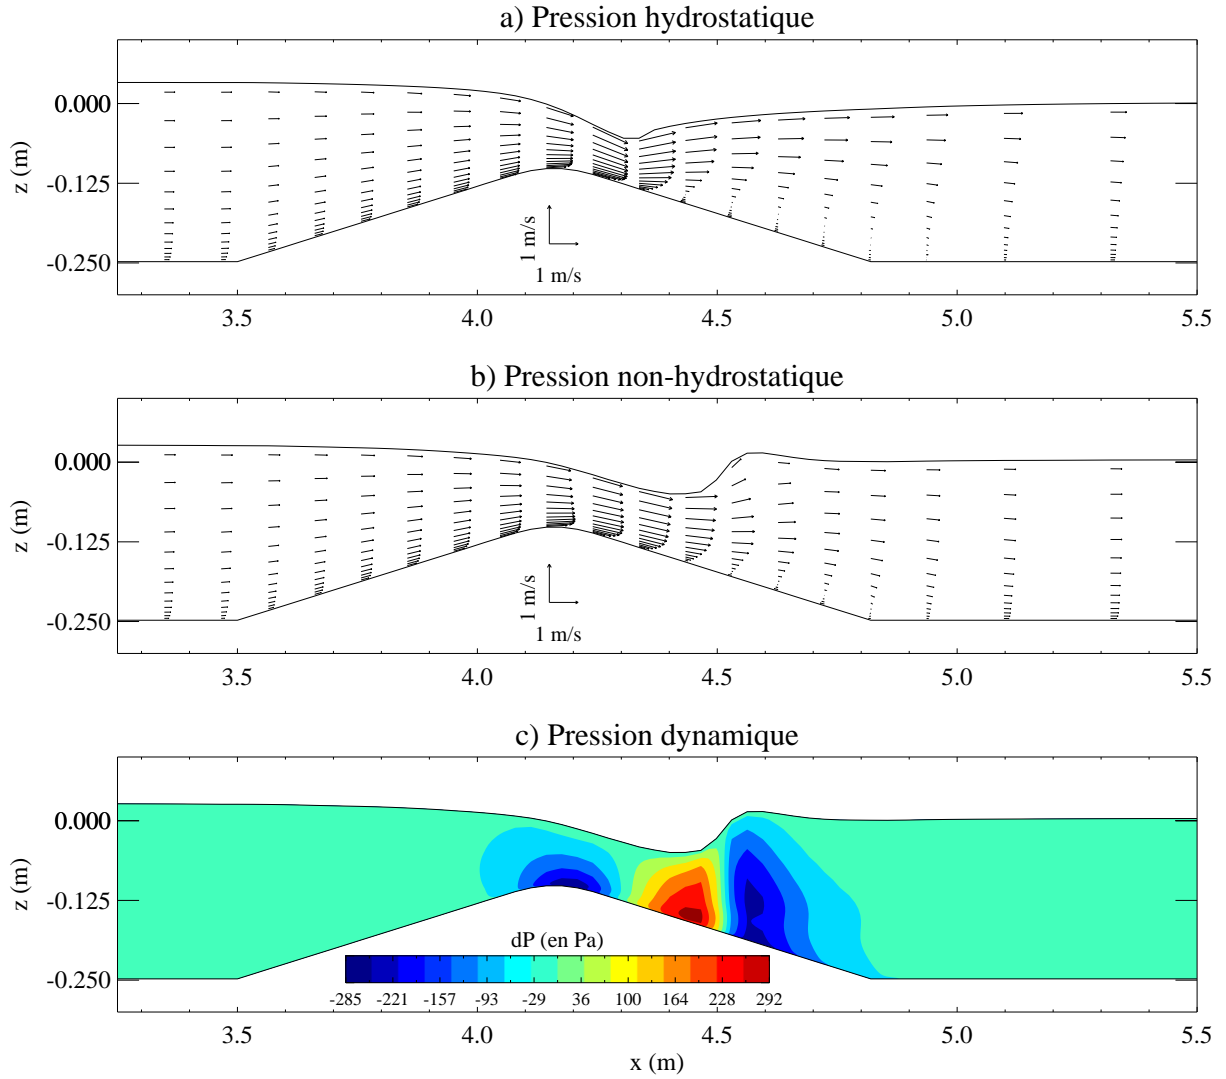 a) Pression hydrostatique
z (m)
0.000
-0.125
-0.250
1 m/s
1 m/s
3.5 4.0 4.5 5.0 5.5
b) Pression non-hydrostatique
z (m)
0.000
-0.125
-0.250
1 m/s
1 m/s
3.5 4.0 4.5 5.0 5.5
c) Pression dynamique
z (m)
0.000
-0.125
-0.250
dP (en Pa)
-285 -221 -157 -93 -29 36 100 164 228 292
3.5 4.0 4.5 5.0 5.5
x (m)